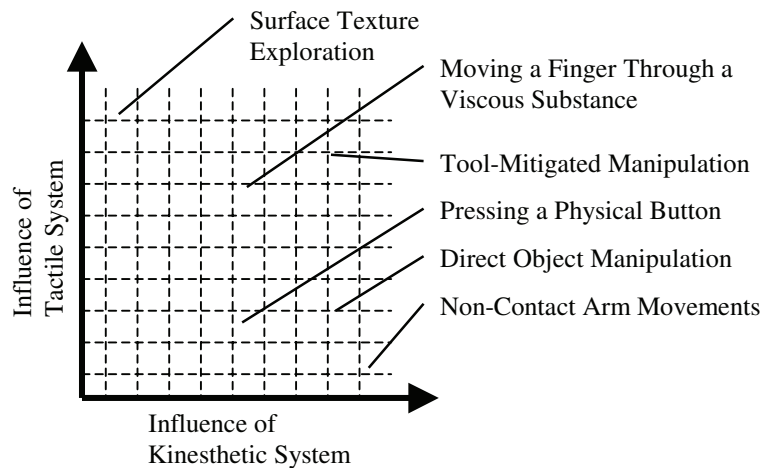 Surface Texture
Exploration
Moving a Finger Through a
Viscous Substance
Tool-Mitigated Manipulation
Pressing a Physical Button
Direct Object Manipulation
Non-Contact Arm Movements
Influence of
Tactile System
Influence of
Kinesthetic System